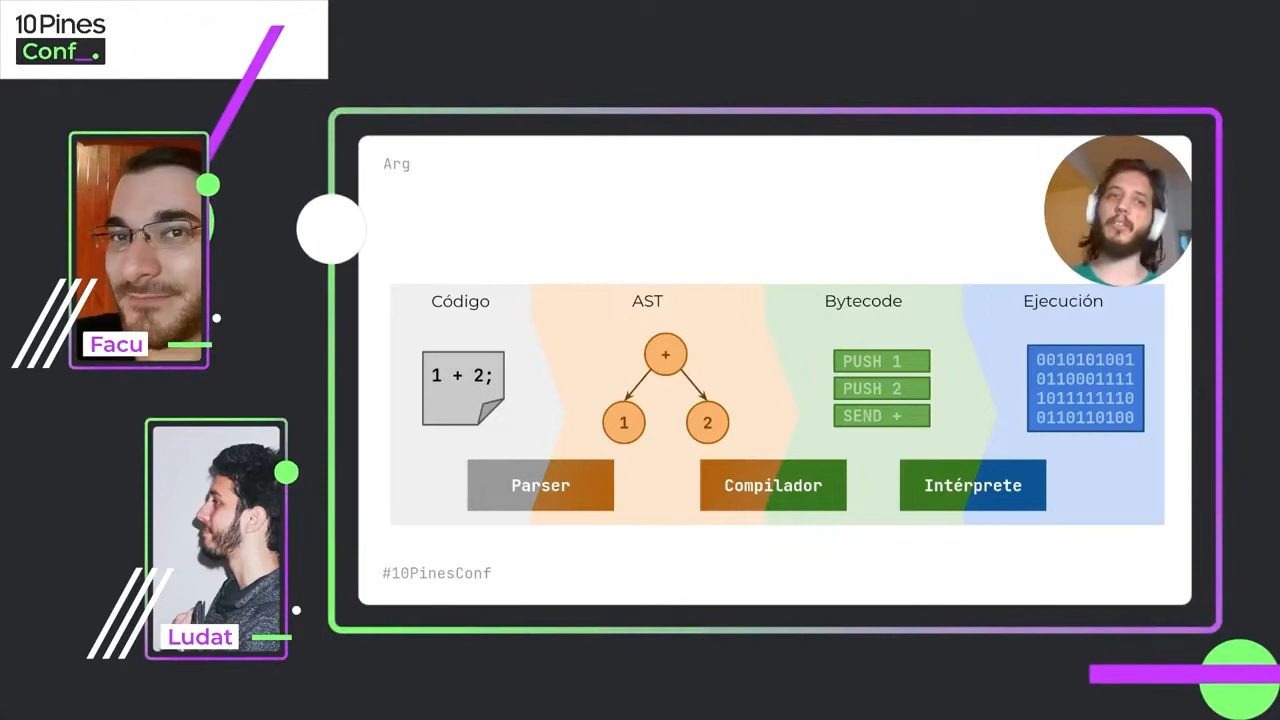 10Pines
Conf_.
Facu
Ludat
Arg
Código
AST
Bytecode
Ejecución
1 + 2;
+
1
2
PUSH 1
PUSH 2
SEND +
0010101001
0110001111
1011111110
0110110100
Parser
Compilador
Intérprete
#10PinesConf